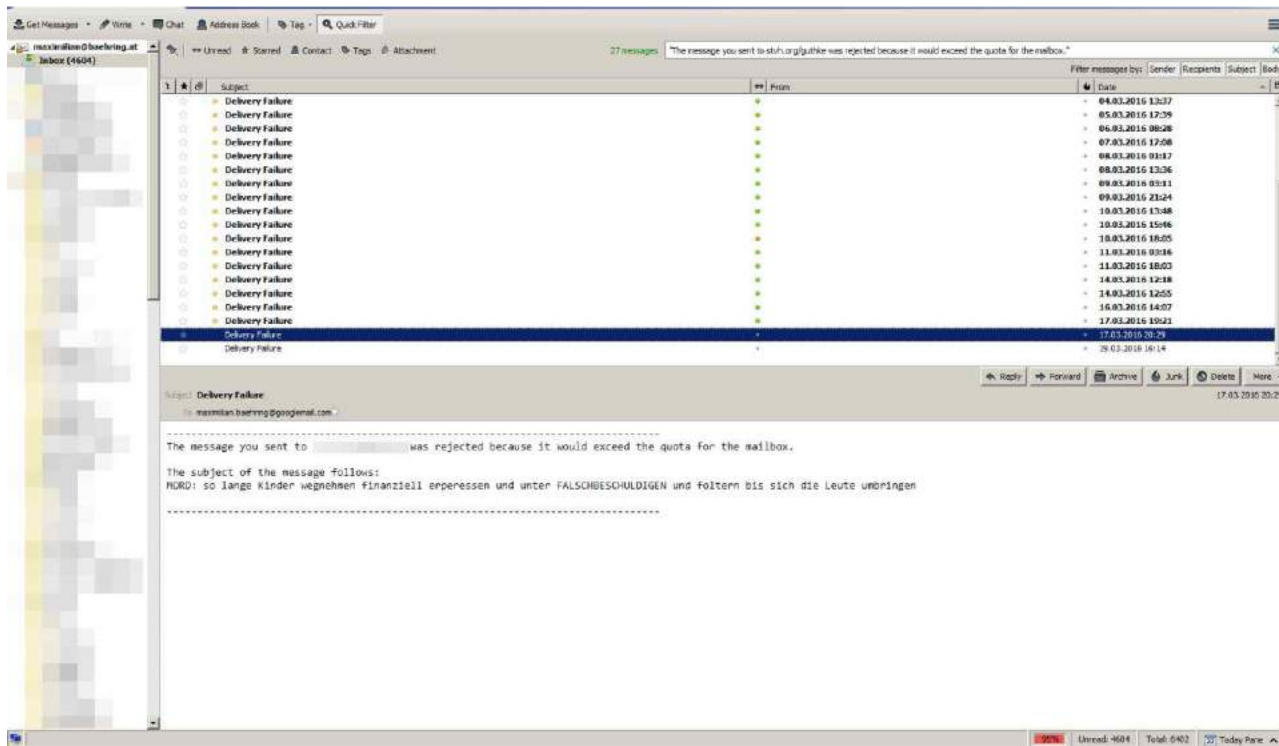 Get Messages Write Chat Address Book Tag Quick Filter
maximilian@baehring.at
Inbox (4604)
Unread Starred Contact Tags Attachment 27 messages "The message you sent to stvh.org/guthke was rejected because it would exceed the quota for the mailbox."
Filter messages by: Sender Recipients Subject Body
Subject From Date
Delivery Failure 04.03.2016 13:37
Delivery Failure 05.03.2016 17:39
Delivery Failure 06.03.2016 08:28
Delivery Failure 07.03.2016 17:08
Delivery Failure 08.03.2016 01:17
Delivery Failure 08.03.2016 13:36
Delivery Failure 09.03.2016 03:11
Delivery Failure 09.03.2016 21:24
Delivery Failure 10.03.2016 13:48
Delivery Failure 10.03.2016 15:46
Delivery Failure 10.03.2016 18:05
Delivery Failure 11.03.2016 03:16
Delivery Failure 11.03.2016 18:03
Delivery Failure 14.03.2016 12:18
Delivery Failure 14.03.2016 12:55
Delivery Failure 16.03.2016 14:07
Delivery Failure 17.03.2016 19:21
Delivery Failure 17.03.2016 20:29
Delivery Failure 16:14
Reply Forward Archive Junk Delete More
Subject Delivery Failure 17.03.2016 20:2
To maximilian.baehring@googlemail.com
The message you sent to was rejected because it would exceed the quota for the mailbox.
The subject of the message follows:
MORD: so lange Kinder wegnehmen finanziell erperessen und unter FALSCHBESCHULDIGEN und foltern bis sich die Leute umbringen
95% Unread: 4604 Total: 6402 Today Pane